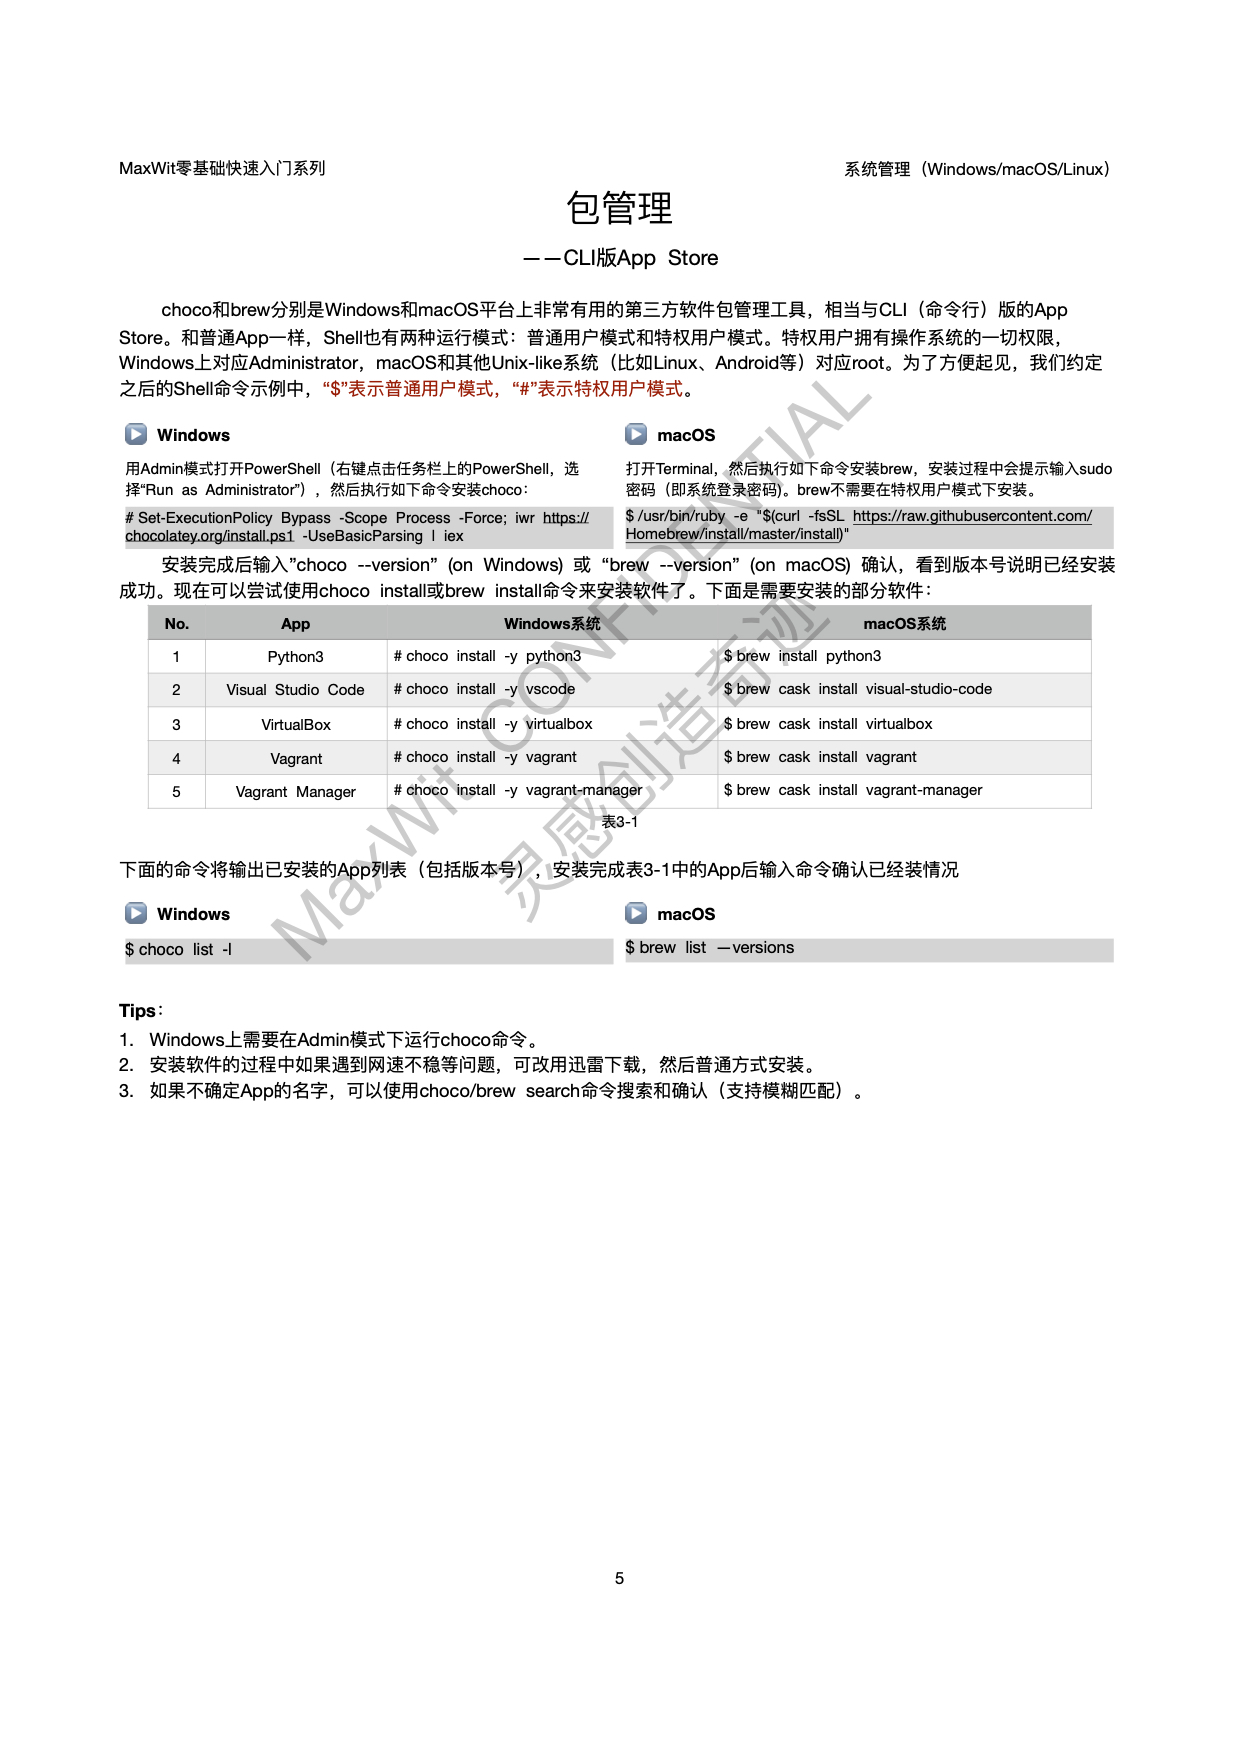 MaxWit零基础快速入门系列
系统管理（Windows/macOS/Linux）
包管理
——CLI版App Store
choco和brew分别是Windows和macOS平台上非常有用的第三方软件包管理工具，相当与CLI（命令行）版的App
Store。和普通App一样，Shell也有两种运行模式：普通用户模式和特权用户模式。特权用户拥有操作系统的一切权限，
Windows上对应Administrator，macOS和其他Unix-like系统（比如Linux、Android等）对应root。为了方便起见，我们约定
之后的Shell命令示例中，“$”表示普通用户模式，“#”表示特权用户模式。
Windows
用Admin模式打开PowerShell（右键点击任务栏上的PowerShell，选
择“Run as Administrator”），然后执行如下命令安装choco：
# Set-ExecutionPolicy Bypass -Scope Process -Force; iwr https://
chocolatey.org/install.ps1 -UseBasicParsing | iex
macOS
打开Terminal，然后执行如下命令安装brew，安装过程中会提示输入sudo
密码（即系统登录密码)。brew不需要在特权用户模式下安装。
$ /usr/bin/ruby -e "$(curl -fsSL https://raw.githubusercontent.com/
Homebrew/install/master/install)"
安装完成后输入”choco --version” (on Windows) 或 “brew --version” (on macOS) 确认，看到版本号说明已经安装
成功。现在可以尝试使用choco install或brew install命令来安装软件了。下面是需要安装的部分软件：
No. App Windows系统 macOS系统
1 Python3 # choco install -y python3 $ brew install python3
2 Visual Studio Code # choco install -y vscode $ brew cask install visual-studio-code
3 VirtualBox # choco install -y virtualbox $ brew cask install virtualbox
4 Vagrant # choco install -y vagrant $ brew cask install vagrant
5 Vagrant Manager # choco install -y vagrant-manager $ brew cask install vagrant-manager
表3-1
下面的命令将输出已安装的App列表（包括版本号），安装完成表3-1中的App后输入命令确认已经装情况
Windows
$ choco list -l
macOS
$ brew list —versions
Tips：
1. Windows上需要在Admin模式下运行choco命令。
2. 安装软件的过程中如果遇到网速不稳等问题，可改用迅雷下载，然后普通方式安装。
3. 如果不确定App的名字，可以使用choco/brew search命令搜索和确认（支持模糊匹配）。
MaxWit CONFIDENTIAL
灵感创造奇迹
5